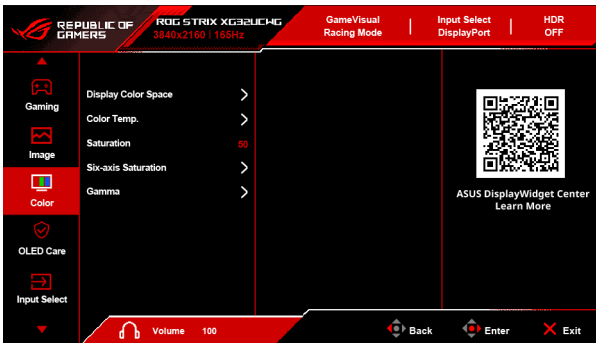 REPUBLIC OF
GAMERS
ROG STRIX XG32UCWG
3840x2160 | 165Hz
GameVisual
Racing Mode
Input Select
DisplayPort
HDR
OFF
Gaming
Image
Color
OLED Care
Input Select
Display Color Space
Color Temp.
Saturation
50
Six-axis Saturation
Gamma
ASUS DisplayWidget Center
Learn More
Volume 100
Back
Enter
Exit